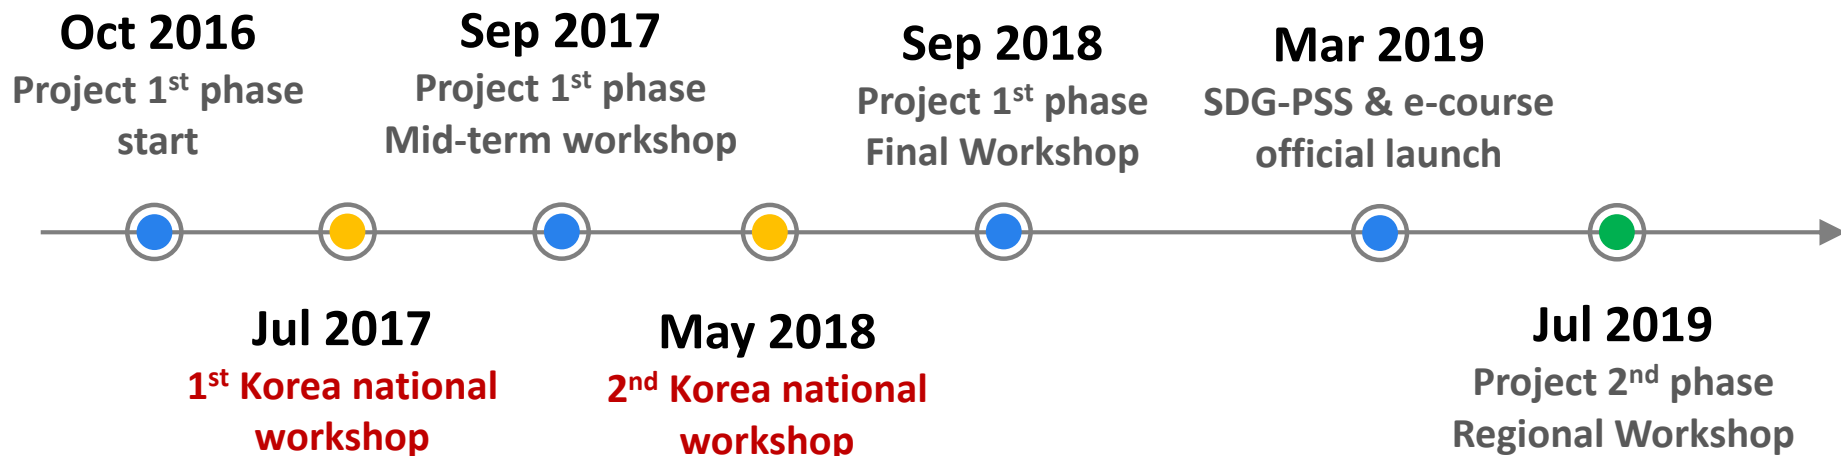 Oct 2016
Project 1st phase
start
Sep 2017
Project 1st phase
Mid-term workshop
Sep 2018
Project 1st phase
Final Workshop
Mar 2019
SDG-PSS & e-course
official launch
Jul 2017
1st Korea national
workshop
May 2018
2nd Korea national
workshop
Jul 2019
Project 2nd phase
Regional Workshop